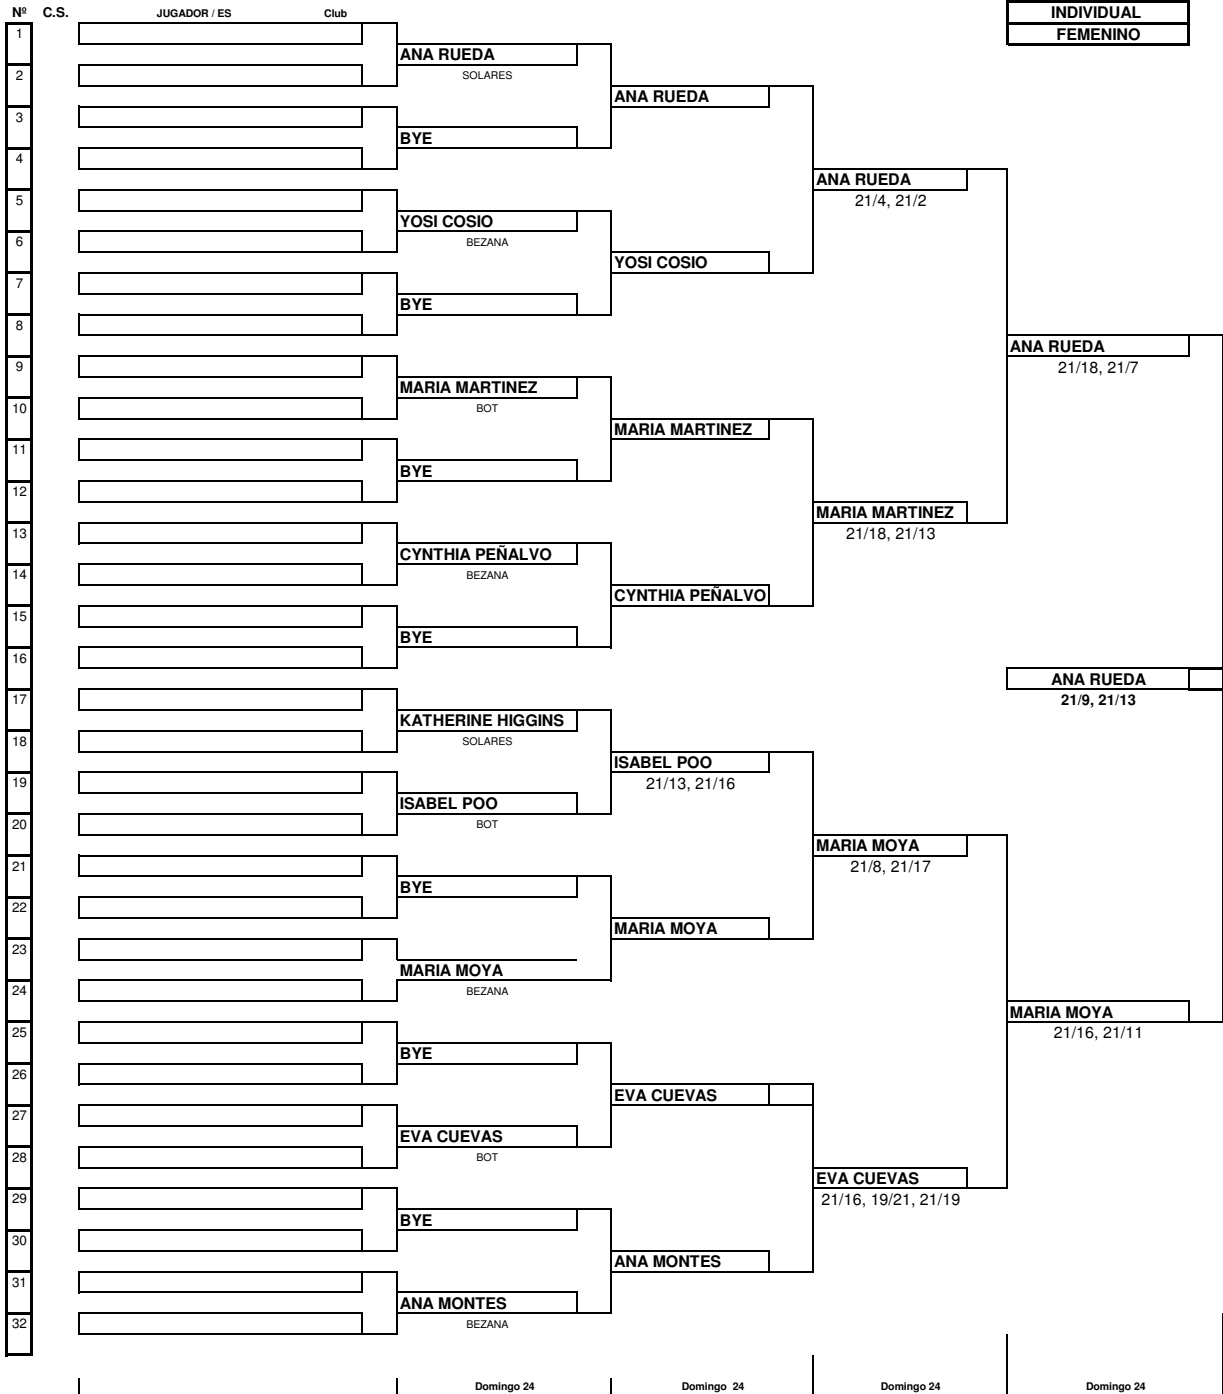 Nº C.S. JUGADOR / ES Club
INDIVIDUAL
FEMENINO
1
ANA RUEDA
2
SOLARES
ANA RUEDA
3
BYE
4
ANA RUEDA
5
21/4, 21/2
YOSI COSIO
6
BEZANA
YOSI COSIO
7
BYE
8
ANA RUEDA
9
21/18, 21/7
MARIA MARTINEZ
10
BOT
MARIA MARTINEZ
11
BYE
12
MARIA MARTINEZ
13
21/18, 21/13
CYNTHIA PEÑALVO
14
BEZANA
CYNTHIA PEÑALVO
15
BYE
16
ANA RUEDA
17
21/9, 21/13
KATHERINE HIGGINS
18
SOLARES
ISABEL POO
19
21/13, 21/16
ISABEL POO
20
BOT
MARIA MOYA
21
21/8, 21/17
BYE
22
MARIA MOYA
23
MARIA MOYA
24
BEZANA
MARIA MOYA
25
21/16, 21/11
BYE
26
EVA CUEVAS
27
EVA CUEVAS
28
BOT
EVA CUEVAS
29
21/16, 19/21, 21/19
BYE
30
ANA MONTES
31
ANA MONTES
32
BEZANA
Domingo 24 Domingo 24 Domingo 24 Domingo 24